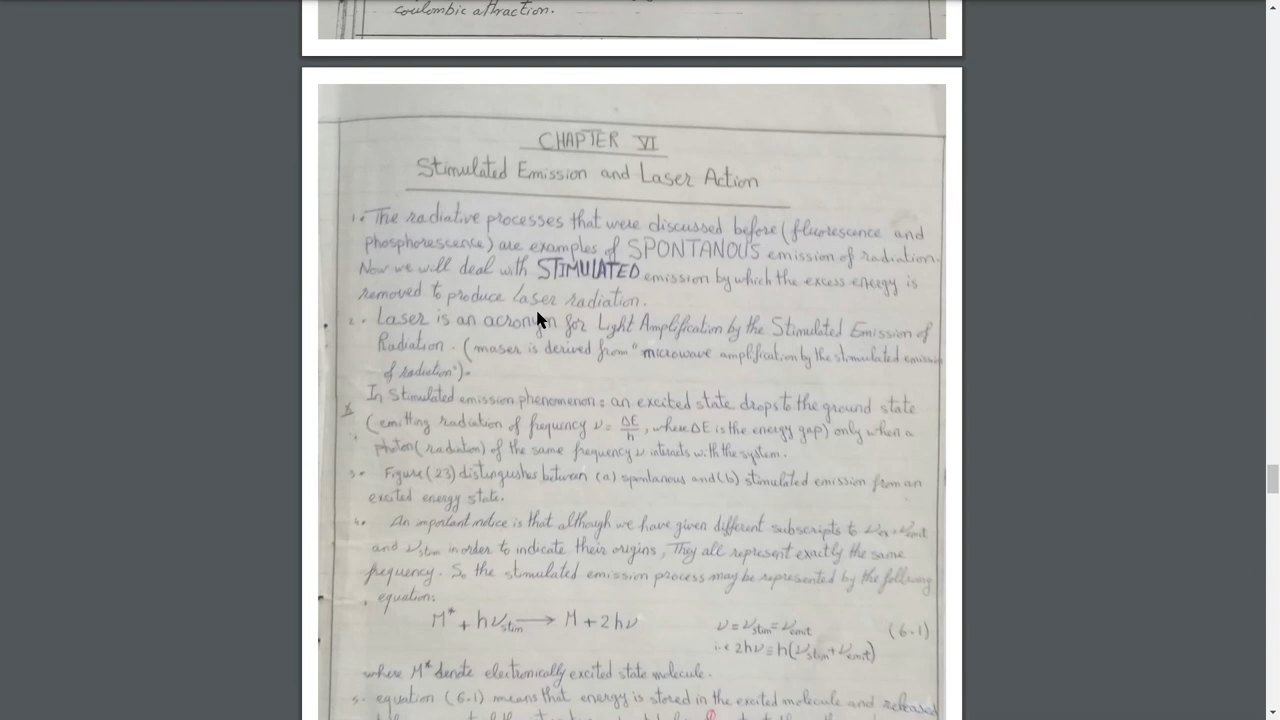 coulombic attraction.
CHAPTER VI
Stimulated Emission and Laser Action
1. The radiative processes that were discussed before (fluorescence and
phosphorescence) are examples of SPONTANOUS emission of radiation.
Now we will deal with STIMULATED emission by which the excess energy is
removed to produce laser radiation.
2. Laser is an acronym for Light Amplification by the Stimulated Emission of
Radiation. (maser is derived from "microwave amplification by the stimulated emission
of radiation").
In Stimulated emission phenomenon: an excited state drops to the ground state
(emitting radiation of frequency ν = ΔE/h, where ΔE is the energy gap) only when a
photon (radiation) of the same frequency ν interacts with the system.
3. Figure (23) distinguishes between (a) spontanous and (b) stimulated emission from an
excited energy state.
4. An important notice is that although we have given different subscripts to ν_emit
and ν_stim in order to indicate their origins, They all represent exactly the same
frequency. So the stimulated emission process may be represented by the following
equation:
M* + hν_stim → M + 2hν ν = ν_stim = ν_emit (6.1)
i.e 2hν ≡ h(ν_stim + ν_emit)
where M* denote electronically excited state molecule.
5. equation (6.1) means that energy is stored in the excited molecule and released